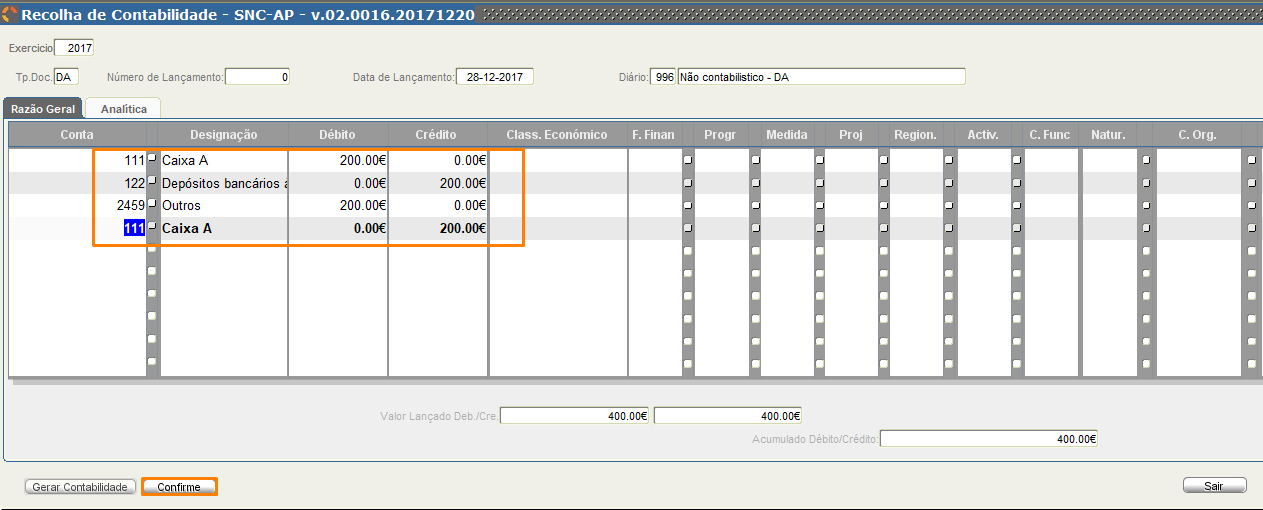 Recolha de Contabilidade - SNC-AP - v.02.0016.20171220
Exercicio 2017
Tp.Doc. DA Número de Lançamento: 0 Data de Lançamento: 28-12-2017 Diário: 996 Não contabilistico - DA
Razão Geral Analítica
Conta Designação Débito Crédito Class. Económico F. Finan Progr Medida Proj Region. Activ. C. Func Natur. C. Org.
111 Caixa A 200.00€ 0.00€
122 Depósitos bancários a 0.00€ 200.00€
2459 Outros 200.00€ 0.00€
111 Caixa A 0.00€ 200.00€
Valor Lançado Deb./Cre. 400.00€ 400.00€
Acumulado Débito/Crédito: 400.00€
Gerar Contabilidade Confirme Sair